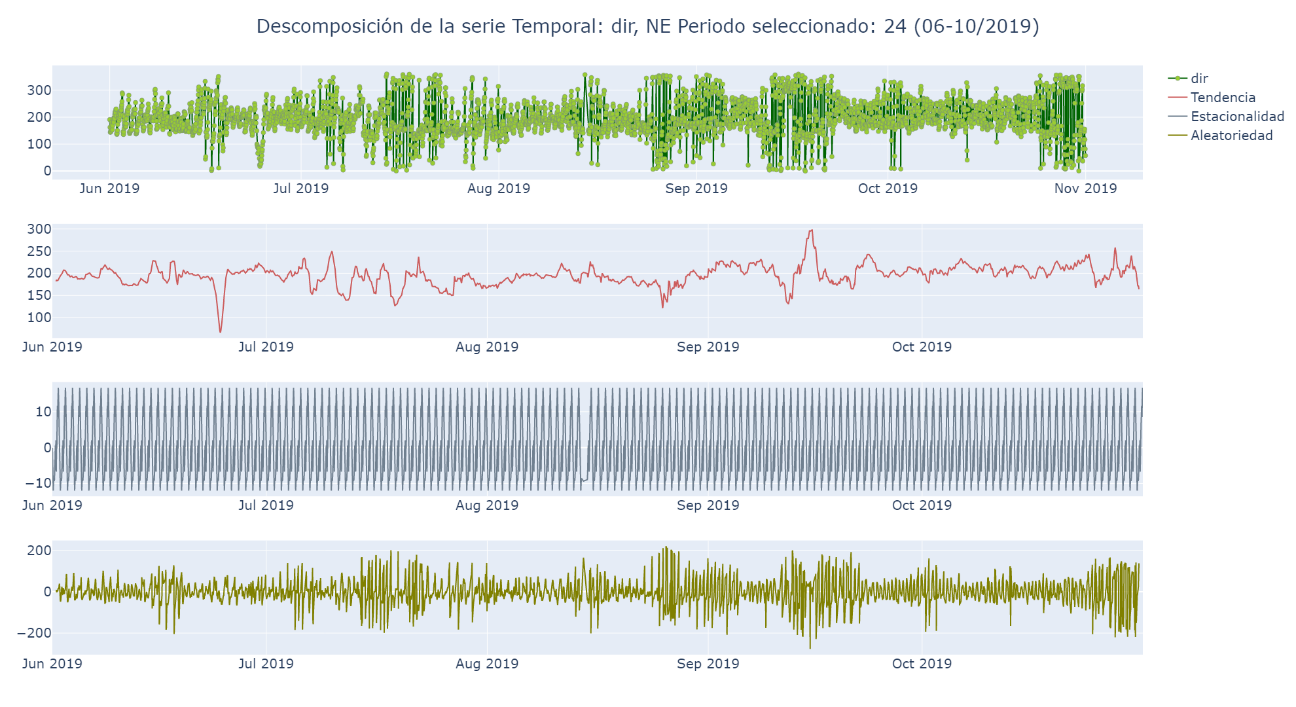 Descomposición de la serie Temporal: dir, NE Periodo seleccionado: 24 (06-10/2019)
dir
Tendencia
Estacionalidad
Aleatoriedad
300
200
100
0
Jun 2019 Jul 2019 Aug 2019 Sep 2019 Oct 2019 Nov 2019
300
250
200
150
100
Jun 2019 Jul 2019 Aug 2019 Sep 2019 Oct 2019
10
0
−10
Jun 2019 Jul 2019 Aug 2019 Sep 2019 Oct 2019
200
0
−200
Jun 2019 Jul 2019 Aug 2019 Sep 2019 Oct 2019